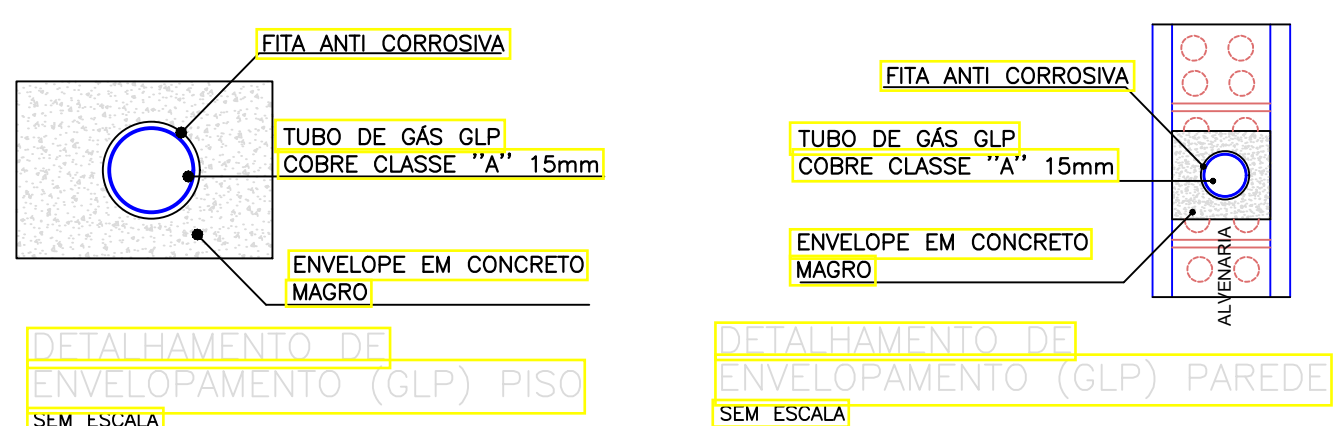 FITA ANTI CORROSIVA
TUBO DE GÁS GLP
COBRE CLASSE ’’A’’ 15mm
ENVELOPE EM CONCRETO
MAGRO
DETALHAMENTO DE
ENVELOPAMENTO (GLP) PISO
SEM ESCALA
FITA ANTI CORROSIVA
TUBO DE GÁS GLP
COBRE CLASSE ’’A’’ 15mm
ENVELOPE EM CONCRETO
MAGRO
ALVENARIA
DETALHAMENTO DE
ENVELOPAMENTO (GLP) PAREDE
SEM ESCALA